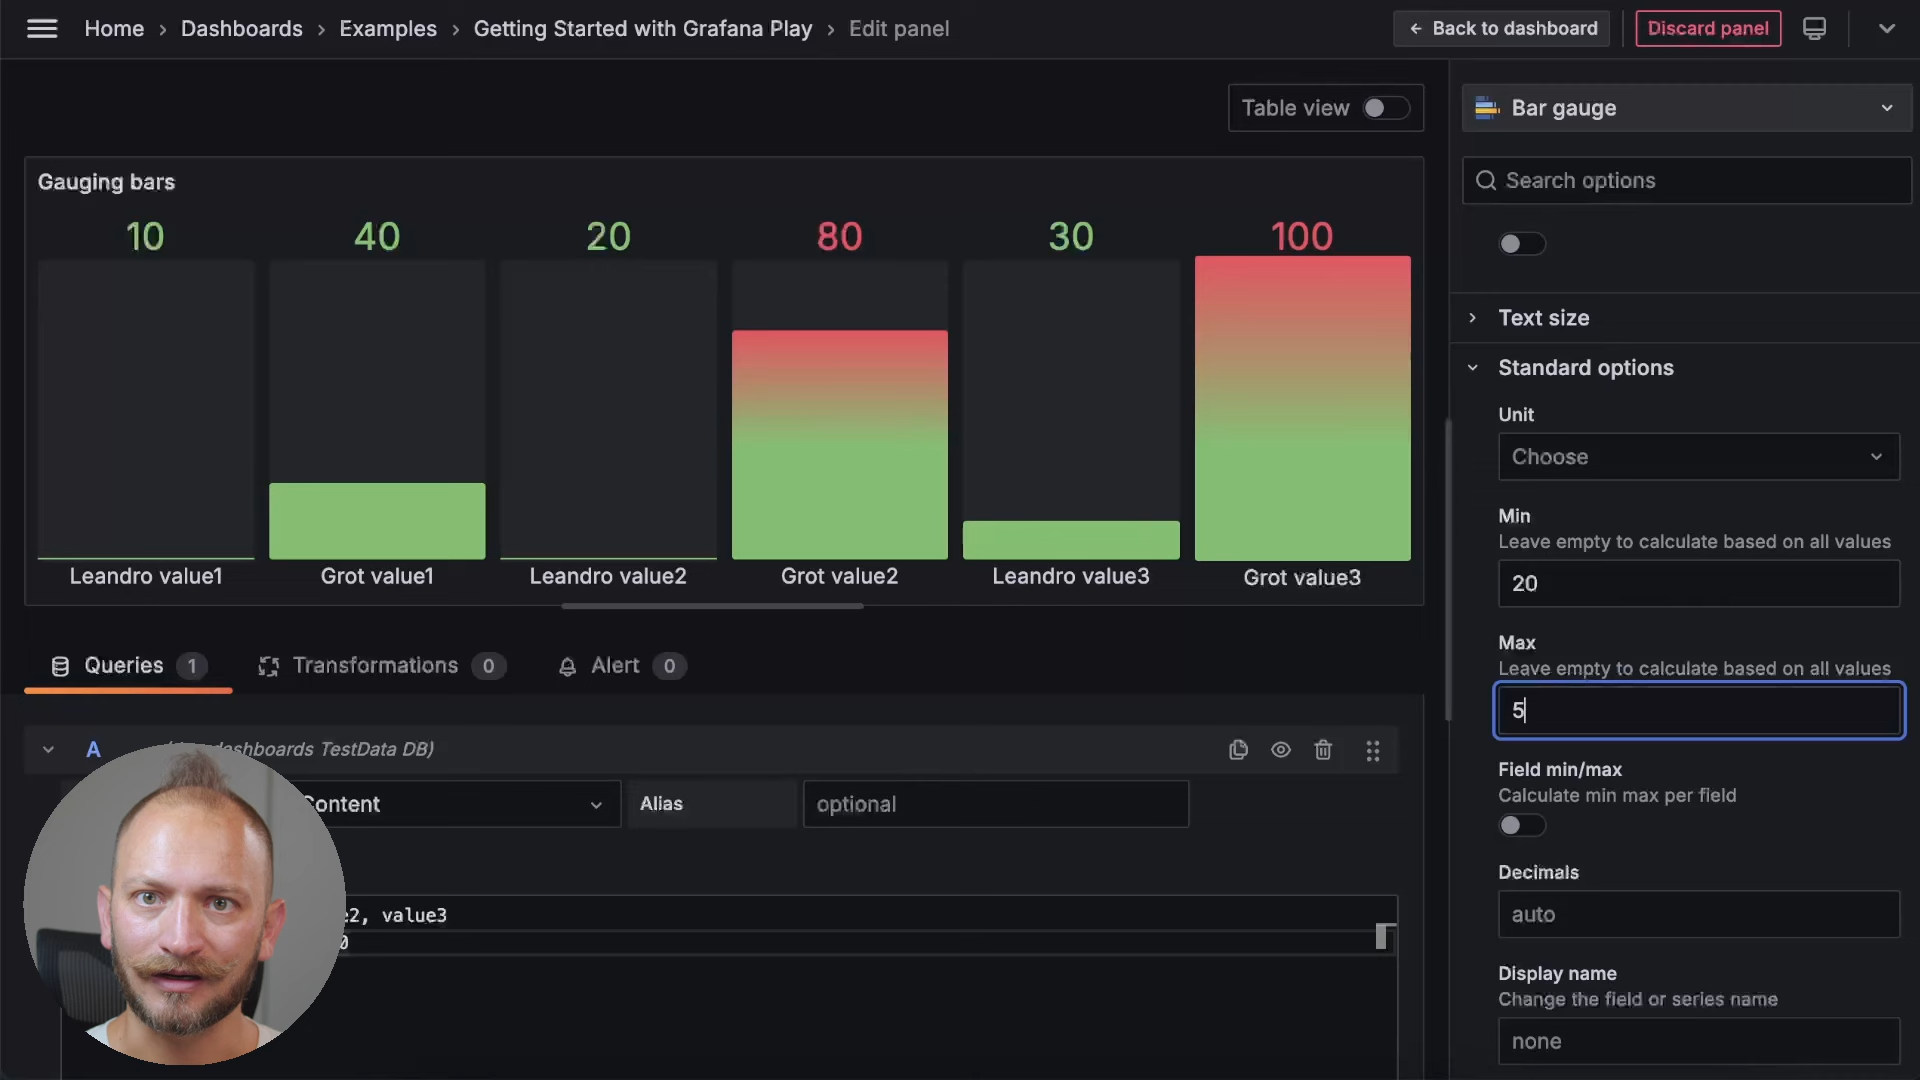 Home › Dashboards › Examples › Getting Started with Grafana Play › Edit panel
← Back to dashboard
Discard panel
Table view
Bar gauge
Search options
Gauging bars
10 40 20 80 30 100
Leandro value1 Grot value1 Leandro value2 Grot value2 Leandro value3 Grot value3
Text size
Standard options
Unit
Choose
Min
Leave empty to calculate based on all values
20
Max
Leave empty to calculate based on all values
5
Field min/max
Calculate min max per field
Decimals
auto
Display name
Change the field or series name
none
Queries 1 Transformations 0 Alert 0
A dashboards TestData DB)
Content Alias optional
e2, value3
0